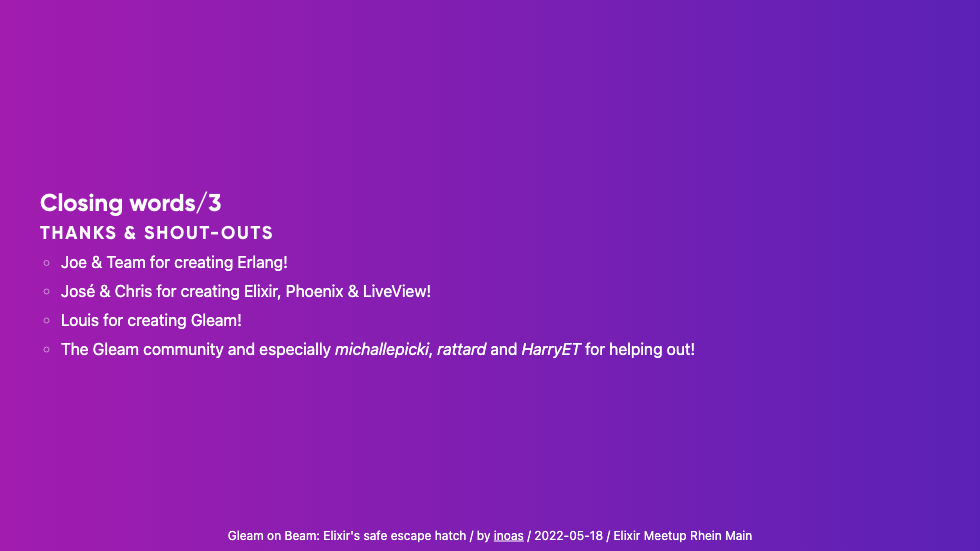 Closing words/3
THANKS & SHOUT-OUTS
Joe & Team for creating Erlang!
José & Chris for creating Elixir, Phoenix & LiveView!
Louis for creating Gleam!
The Gleam community and especially michallepicki, rattard and HarryET for helping out!
Gleam on Beam: Elixir's safe escape hatch / by inoas / 2022-05-18 / Elixir Meetup Rhein Main